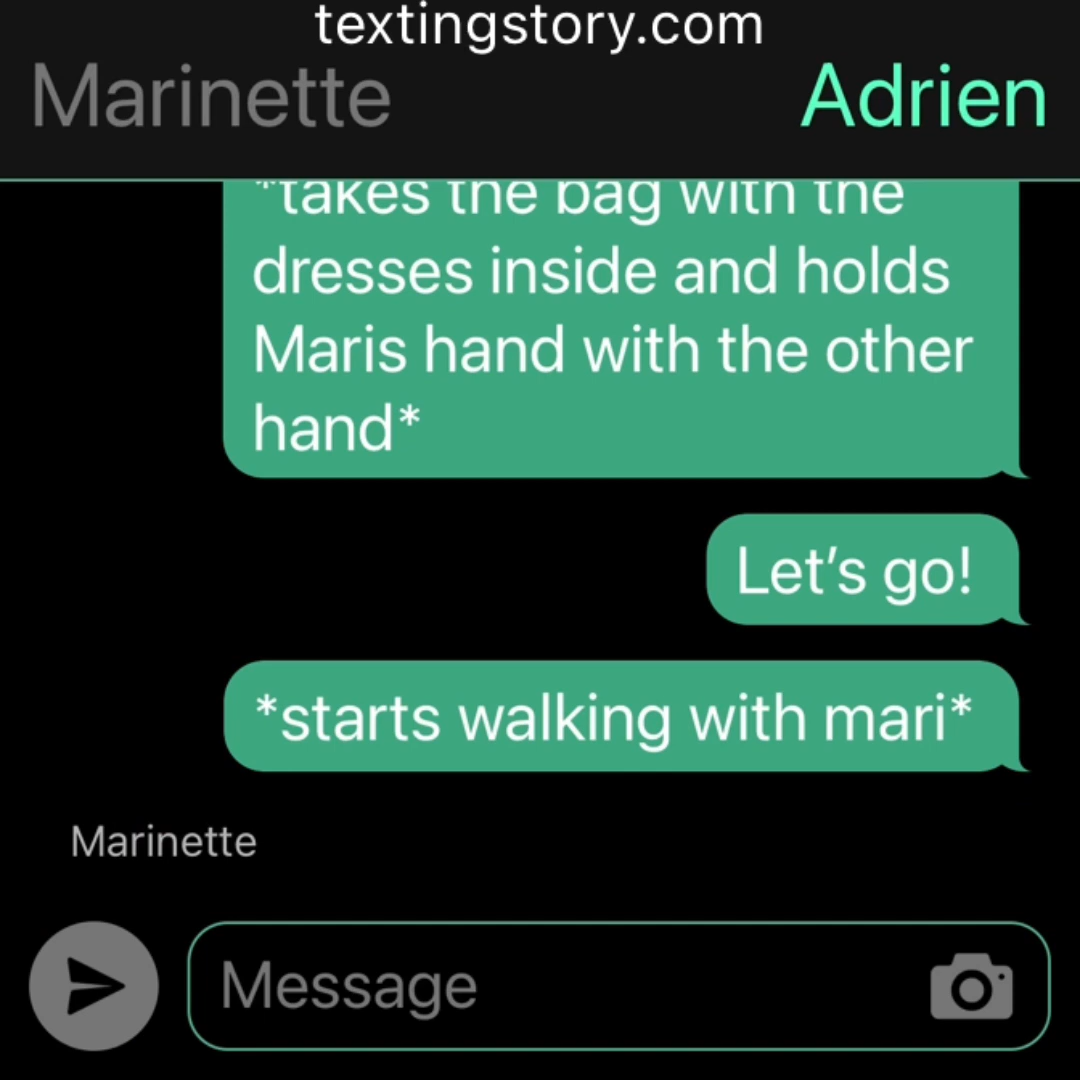 textingstory.com
Marinette Adrien
*takes the bag with the
dresses inside and holds
Maris hand with the other
hand*
Let’s go!
*starts walking with mari*
Marinette
Message